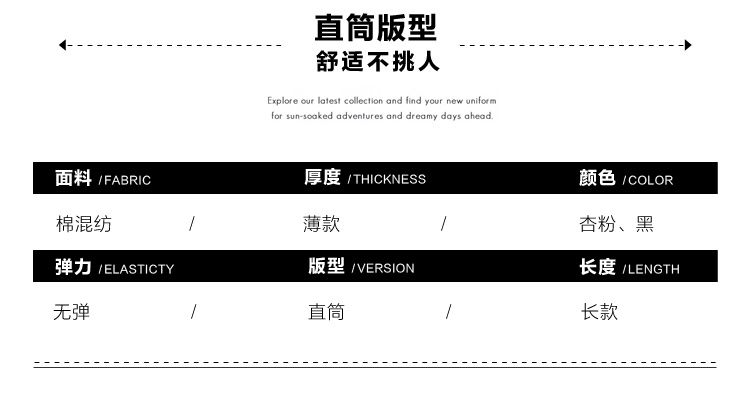 直筒版型
舒适不挑人
Explore our latest collection and find your new uniform
for sun-soaked adventures and dreamy days ahead.
面料 /FABRIC 厚度 /THICKNESS 颜色 /COLOR
棉混纺 / 薄款 / 杏粉、黑
弹力 /ELASTICTY 版型 /VERSION 长度 /LENGTH
无弹 / 直筒 / 长款